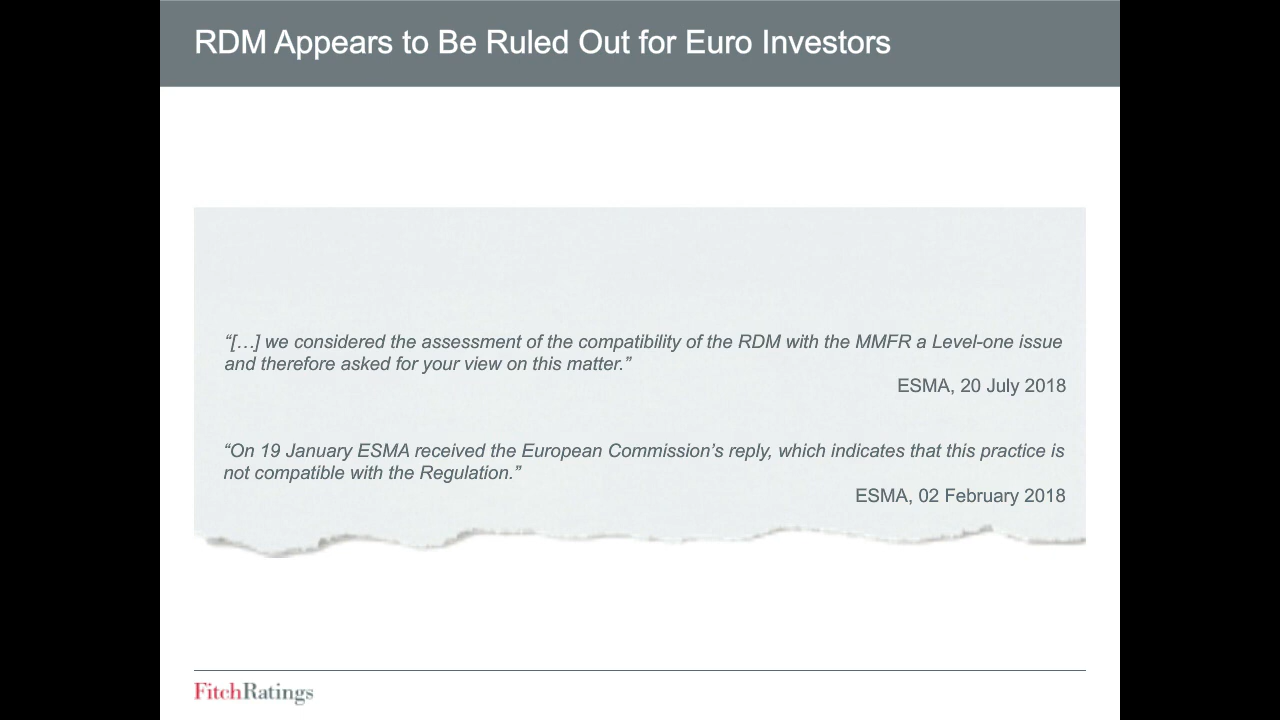 RDM Appears to Be Ruled Out for Euro Investors
“[…] we considered the assessment of the compatibility of the RDM with the MMFR a Level-one issue
and therefore asked for your view on this matter.”
ESMA, 20 July 2018
“On 19 January ESMA received the European Commission’s reply, which indicates that this practice is
not compatible with the Regulation.”
ESMA, 02 February 2018
FitchRatings